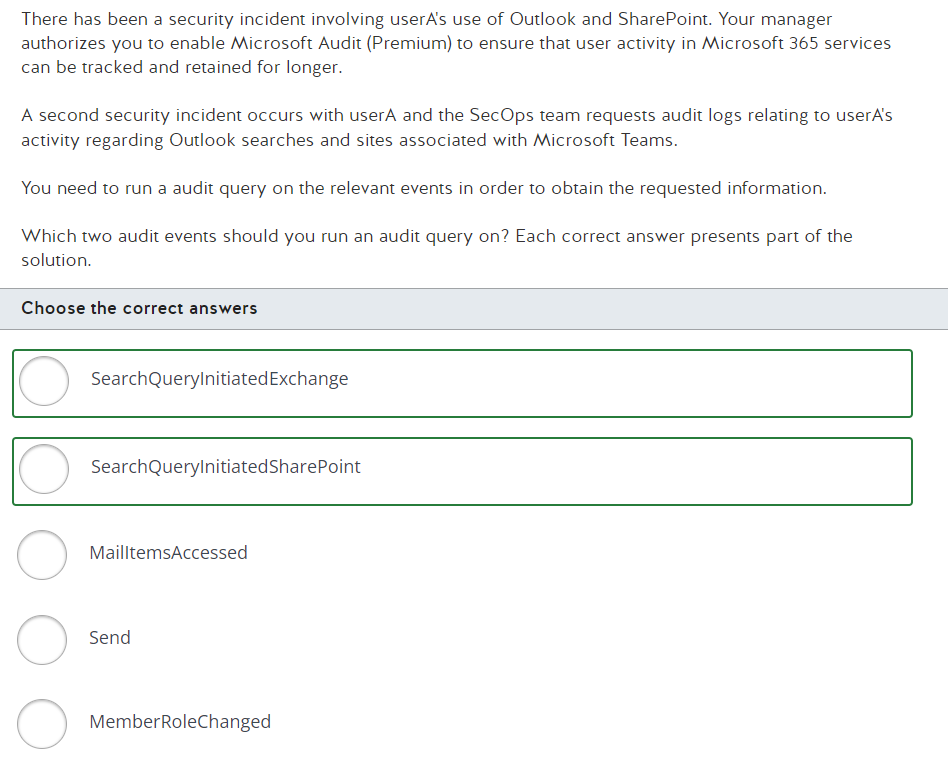 There has been a security incident involving userA's use of Outlook and SharePoint. Your manager
authorizes you to enable Microsoft Audit (Premium) to ensure that user activity in Microsoft 365 services
can be tracked and retained for longer.
A second security incident occurs with userA and the SecOps team requests audit logs relating to userA's
activity regarding Outlook searches and sites associated with Microsoft Teams.
You need to run a audit query on the relevant events in order to obtain the requested information.
Which two audit events should you run an audit query on? Each correct answer presents part of the
solution.
Choose the correct answers
SearchQueryInitiatedExchange
SearchQueryInitiatedSharePoint
MailItemsAccessed
Send
MemberRoleChanged